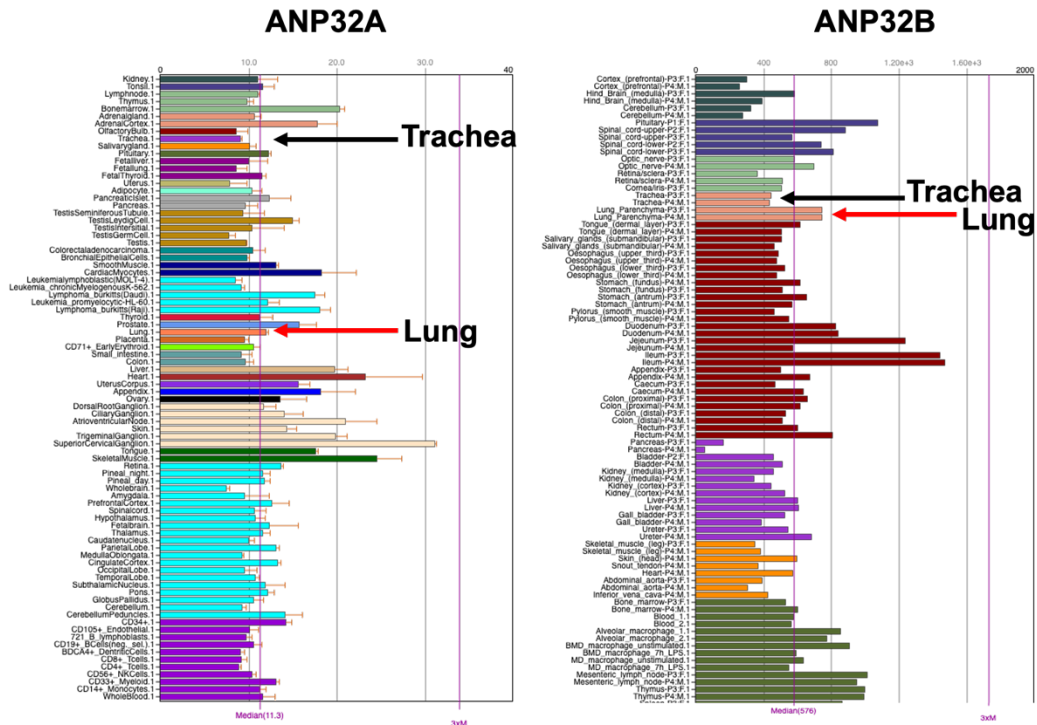 ANP32A
0
10.0
20.0
30.0
40
Kidney.1
Tonsil.1
Lymphnode.1
Thymus.1
Bonemarrow.1
Adrenalgland.1
AdrenalCortex.1
OlfactoryBulb.1
Trachea.1
Salivarygland.1
Pituitary.1
Fetalliver.1
Fetallung.1
FetalThyroid.1
Uterus.1
Adipocyte.1
PancreaticIslet.1
Pancreas.1
TestisSeminiferousTubule.1
TestisLeydigCell.1
TestisIntersitial.1
TestisGermCell.1
Testis.1
Colorectaladenocarcinoma.1
BronchialEpithelialCells.1
SmoothMuscle.1
CardiacMyocytes.1
Leukemialymphoblastic(MOLT-4).1
Leukemia_chronicMyelogenousK-562.1
Lymphoma_burkitts(Daudi).1
Leukemia_promyelocytic-HL-60.1
Lymphoma_burkitts(Raji).1
Thyroid.1
Prostate.1
Lung.1
Placenta.1
CD71+_EarlyErythroid.1
Small_intestine.1
Colon.1
Liver.1
Heart.1
UterusCorpus.1
Appendix.1
Ovary.1
DorsalRootGanglion.1
CiliaryGanglion.1
AtrioventricularNode.1
Skin.1
TrigeminalGanglion.1
SuperiorCervicalGanglion.1
Tongue.1
SkeletalMuscle.1
Retina.1
Pineal_night.1
Pineal_day.1
Wholebrain.1
Amygdala.1
PrefrontalCortex.1
Spinalcord.1
Hypothalamus.1
Fetalbrain.1
Thalamus.1
Caudatenucleus.1
ParietalLobe.1
MedullaOblongata.1
CingulateCortex.1
OccipitalLobe.1
TemporalLobe.1
SubthalamicNucleus.1
Pons.1
GlobusPallidus.1
Cerebellum.1
CerebellumPeduncles.1
CD34+.1
CD105+_Endothelial.1
721_B_lymphoblasts.1
CD19+_BCells(neg._sel.).1
BDCA4+_DentriticCells.1
CD8+_Tcells.1
CD4+_Tcells.1
CD56+_NKCells.1
CD33+_Myeloid.1
CD14+_Monocytes.1
WholeBlood.1
Trachea
Lung
Median(11.3)
3xM
ANP32B
0
400
800
1.20e+3
1.60e+3
2000
Cortex_(prefrontal)-P3:F.1
Cortex_(prefrontal)-P4:M.1
Hind_Brain_(medulla)-P3:F.1
Hind_Brain_(medulla)-P4:M.1
Cerebellum-P3:F.1
Cerebellum-P4:M.1
Pituitary-P1:F.1
Spinal_cord-upper-P2:F.1
Spinal_cord-upper-P3:F.1
Spinal_cord-lower-P2:F.1
Spinal_cord-lower-P3:F.1
Optic_nerve-P3:F.1
Optic_nerve-P4:M.1
Retina/sclera-P3:F.1
Retina/sclera-P4:M.1
Cornea/iris-P3:F.1
Trachea-P3:F.1
Trachea-P4:M.1
Lung_Parenchyma-P3:F.1
Lung_Parenchyma-P4:M.1
Tongue_(dermal_layer)-P3:F.1
Tongue_(dermal_layer)-P4:M.1
Salivary_glands_(submandibular)-P3:F.1
Salivary_glands_(submandibular)-P4:M.1
Oesophagus_(upper_third)-P3:F.1
Oesophagus_(upper_third)-P4:M.1
Oesophagus_(lower_third)-P3:F.1
Oesophagus_(lower_third)-P4:M.1
Stomach_(fundus)-P4:M.1
Stomach_(fundus)-P3:F.1
Stomach_(antrum)-P3:F.1
Stomach_(antrum)-P4:M.1
Pylorus_(smooth_muscle)-P3:F.1
Pylorus_(smooth_muscle)-P4:M.1
Duodenum-P3:F.1
Duodenum-P4:M.1
Jejeunum-P3:F.1
Jejeunum-P4:M.1
Ileum-P3:F.1
Ileum-P4:M.1
Appendix-P3:F.1
Appendix-P4:M.1
Caecum-P3:F.1
Caecum-P4:M.1
Colon_(proximal)-P3:F.1
Colon_(proximal)-P4:M.1
Colon_(distal)-P3:F.1
Colon_(distal)-P4:M.1
Rectum-P3:F.1
Rectum-P4:M.1
Pancreas-P3:F.1
Pancreas-P4:M.1
Bladder-P2:F.1
Bladder-P4:M.1
Kidney_(medulla)-P3:F.1
Kidney_(medulla)-P4:M.1
Kidney_(cortex)-P3:F.1
Kidney_(cortex)-P4:M.1
Liver-P3:F.1
Liver-P4:M.1
Gall_bladder-P3:F.1
Gall_bladder-P4:M.1
Ureter-P3:F.1
Ureter-P4:M.1
Skeletal_muscle_(leg)-P3:F.1
Skeletal_muscle_(leg)-P4:M.1
Skin_(head)-P4:M.1
Snout_tendon-P4:M.1
Heart-P4:M.1
Abdominal_aorta-P3:F.1
Abdominal_aorta-P4:M.1
Inferior_vena_cava-P4:M.1
Bone_marrow-P3:F.1
Bone_marrow-P4:M.1
Blood_1.1
Blood_2.1
Alveolar_macrophage_1.1
Alveolar_macrophage_2.1
BMD_macrophage_unstimulated.1
BMD_macrophage_7h_LPS.1
MD_macrophage_unstimulated.1
MD_macrophage_7h_LPS.1
Mesenteric_lymph_node-P3:F.1
Mesenteric_lymph_node-P4:M.1
Thymus-P3:F.1
Thymus-P4:M.1
Trachea
Lung
Median(576)
3xM